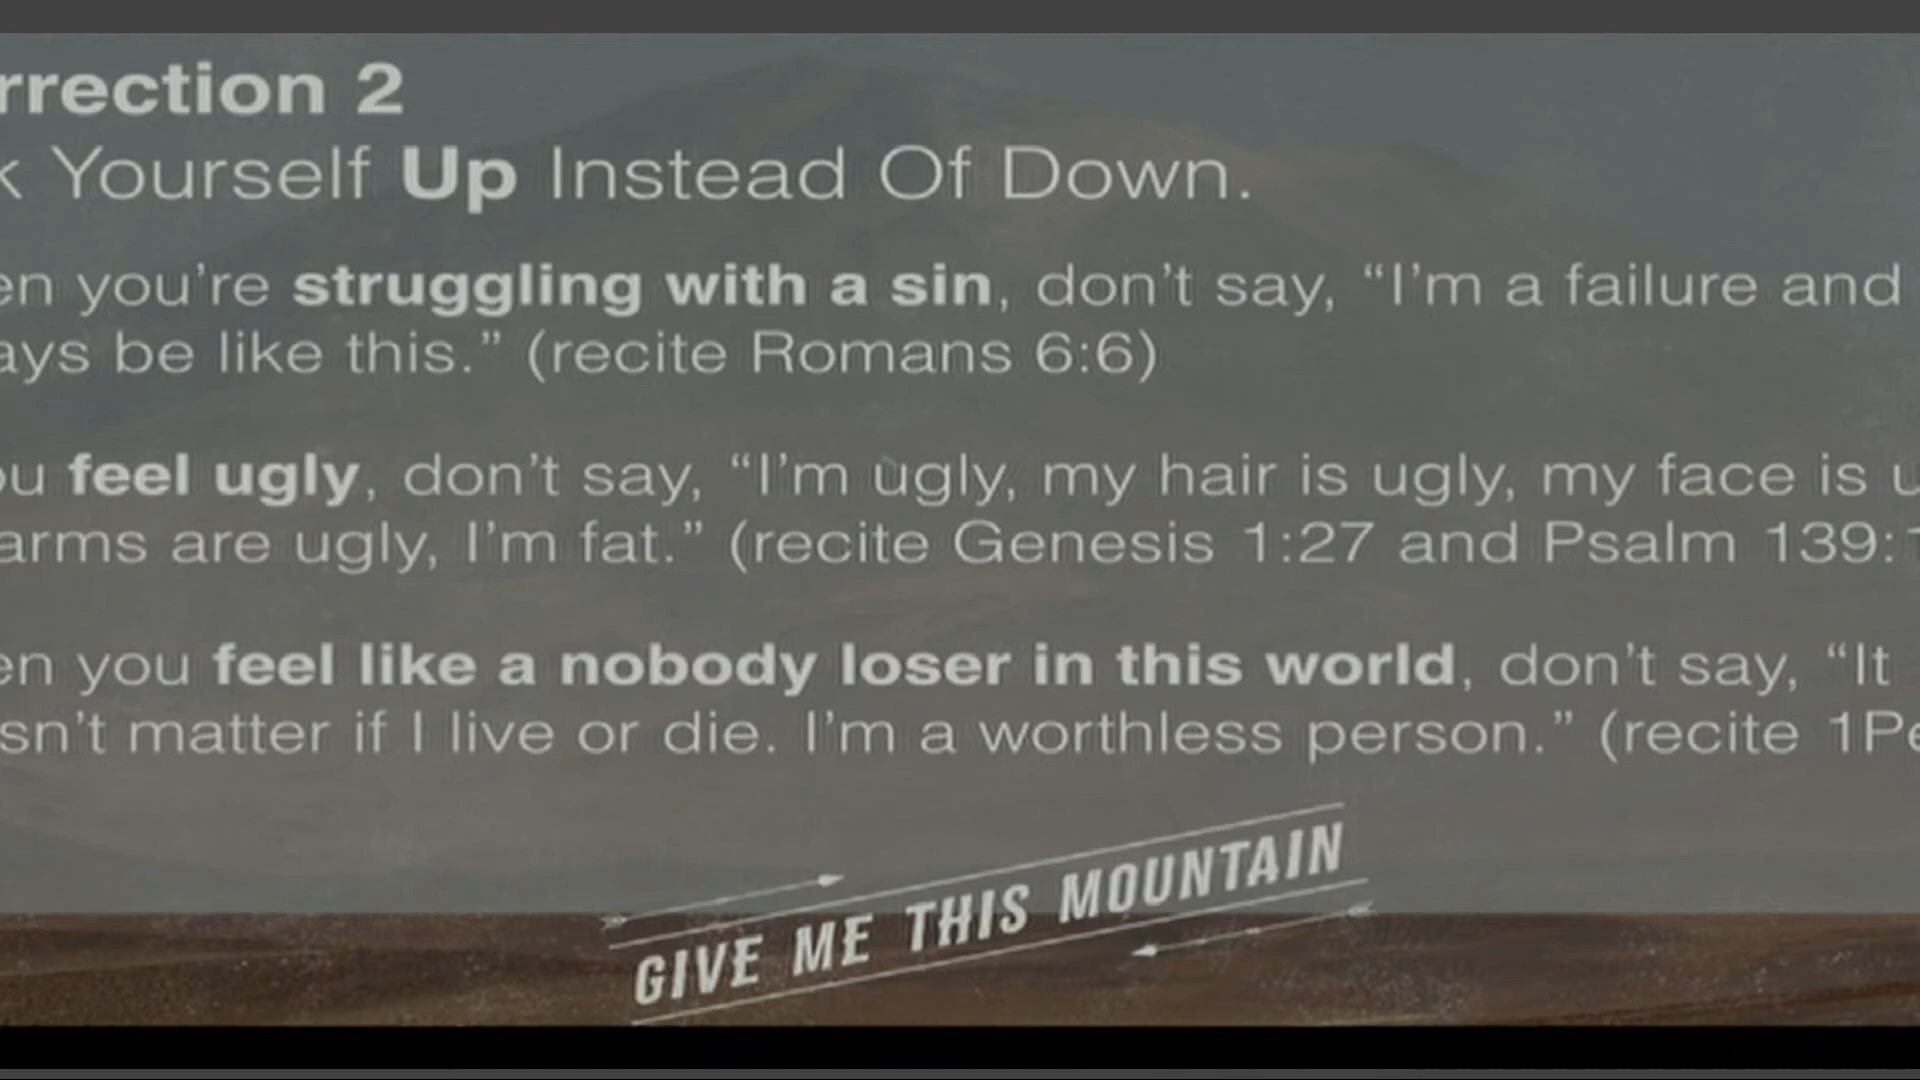 rrection 2
k Yourself Up Instead Of Down.
en you're struggling with a sin, don't say, “I'm a failure and
ays be like this.” (recite Romans 6:6)
ou feel ugly, don't say, “I'm ugly, my hair is ugly, my face is u
arms are ugly, I'm fat.” (recite Genesis 1:27 and Psalm 139:1
en you feel like a nobody loser in this world, don't say, “It
sn't matter if I live or die. I'm a worthless person.” (recite 1Pe
GIVE ME THIS MOUNTAIN